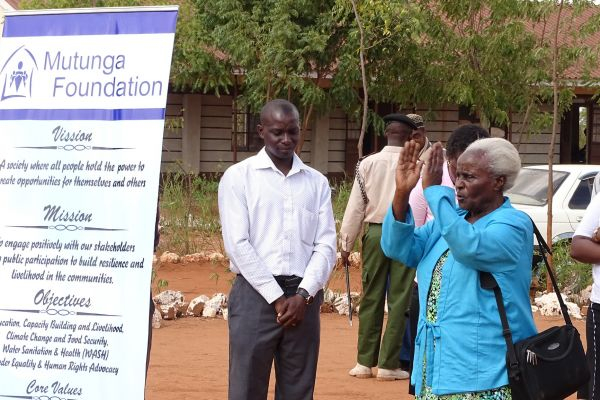 Mutunga
Foundation
Vission
A society where all people hold the power to
create opportunities for themselves and others
Mission
To engage positively with our stakeholders
public participation to build resilience and
livelihood in the communities.
Objectives
Education, Capacity Building and Livelihood,
Climate Change and Food Security,
Water Sanitation & Health (WASH)
Gender Equality & Human Rights Advocacy
Core Values